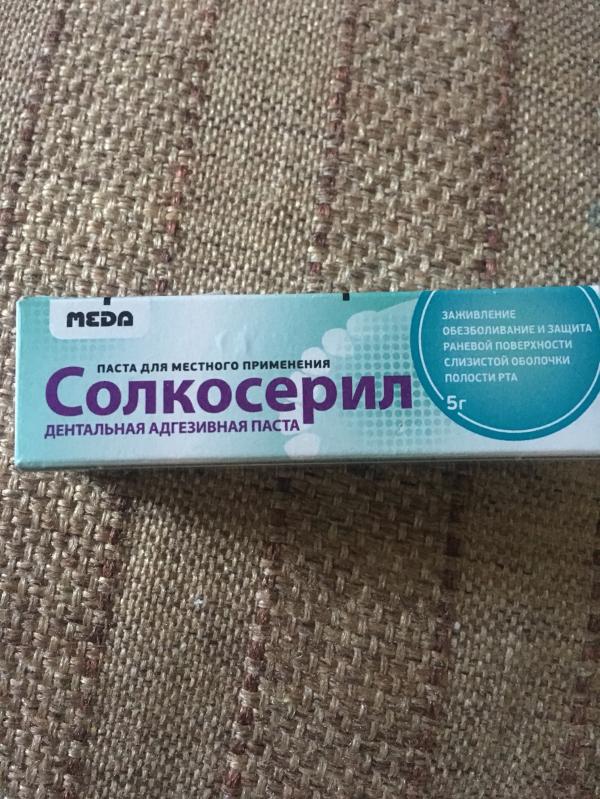 MEDA
ПАСТА ДЛЯ МЕСТНОГО ПРИМЕНЕНИЯ
Солкосерил
ДЕНТАЛЬНАЯ АДГЕЗИВНАЯ ПАСТА
ЗАЖИВЛЕНИЕ
ОБЕЗБОЛИВАНИЕ И ЗАЩИТА
РАНЕВОЙ ПОВЕРХНОСТИ
СЛИЗИСТОЙ ОБОЛОЧКИ
ПОЛОСТИ РТА
5г